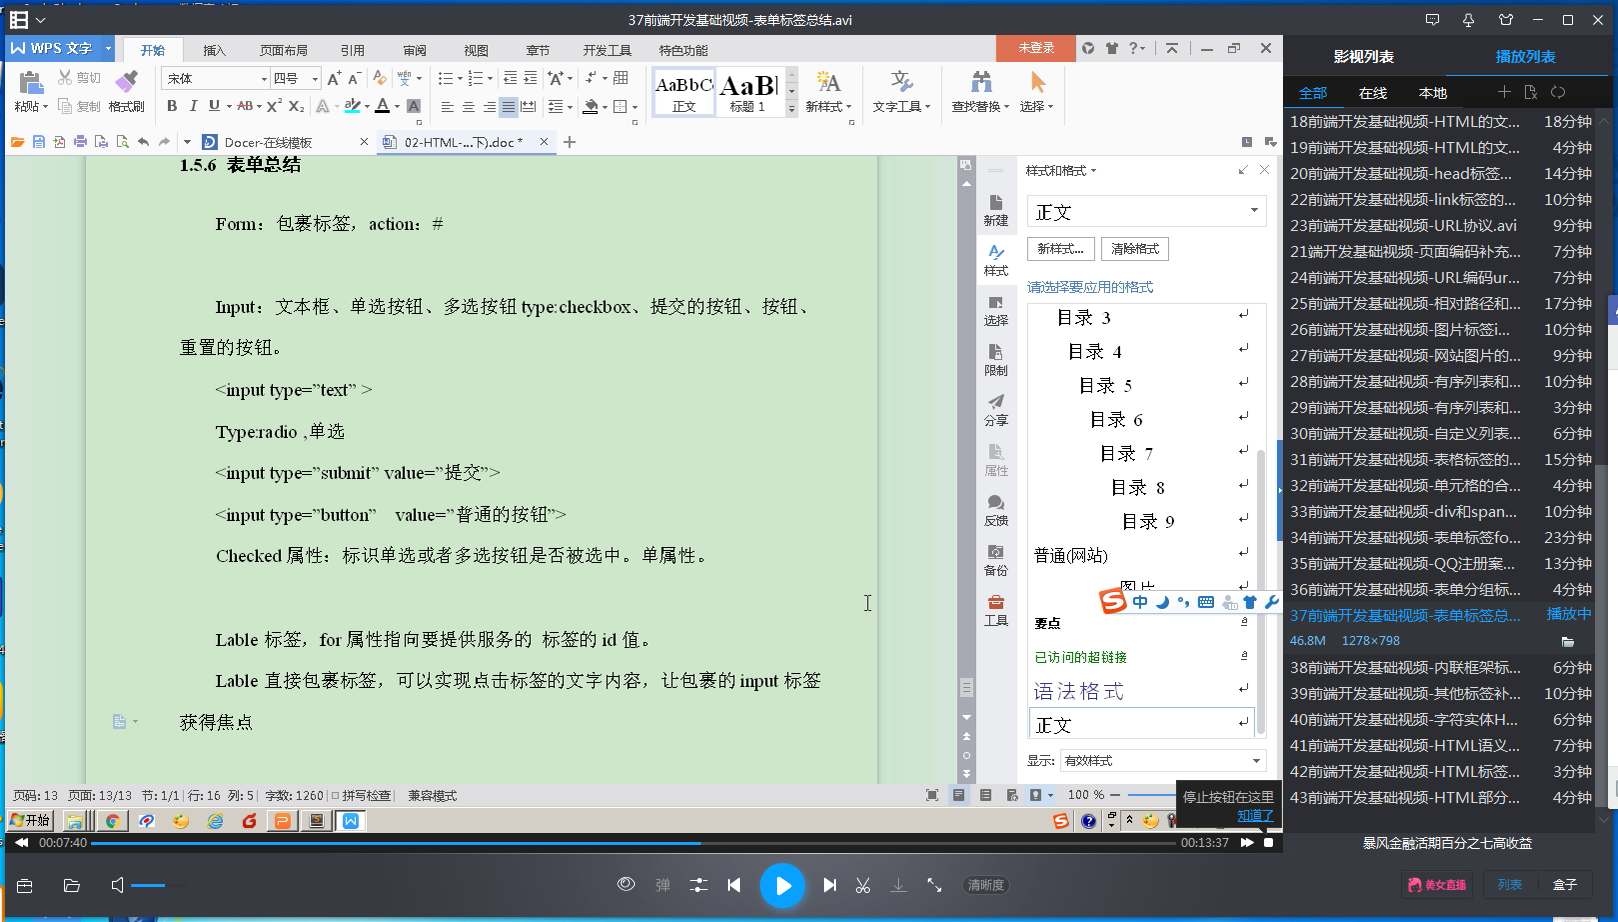 37前端开发基础视频-表单标签总结.avi
WPS 文字
开始
插入
页面布局
引用
审阅
视图
章节
开发工具
特色功能
未登录
粘贴
剪切
复制
格式刷
宋体
四号
AaBbC
正文
AaBl
标题 1
新样式
文字工具
查找替换
选择
Docer-在线模板
02-HTML-...下).doc *
1.5.6 表单总结
Form：包裹标签，action：#
Input：文本框、单选按钮、多选按钮 type:checkbox、提交的按钮、按钮、
重置的按钮。
<input type=”text” >
Type:radio ,单选
<input type=”submit” value=”提交”>
<input type=”button” value=”普通的按钮”>
Checked 属性：标识单选或者多选按钮是否被选中。单属性。
Lable 标签，for 属性指向要提供服务的 标签的 id 值。
Lable 直接包裹标签，可以实现点击标签的文字内容，让包裹的 input 标签
获得焦点
新建
样式
选择
限制
分享
属性
反馈
备份
工具
样式和格式
正文
新样式...
清除格式
请选择要应用的格式
目录 3
目录 4
目录 5
目录 6
目录 7
目录 8
目录 9
普通(网站)
图片
中
要点
已访问的超链接
语法格式
正文
显示:
有效样式
页码: 13 页面: 13/13 节: 1/1 行: 16 列: 5 字数: 1260 拼写检查 兼容模式
100 %
停止按钮在这里
知道了
开始
00:07:40
00:13:37
弹
清晰度
影视列表
播放列表
全部
在线
本地
18前端开发基础视频-HTML的文... 18分钟
19前端开发基础视频-HTML的文... 4分钟
20前端开发基础视频-head标签... 14分钟
22前端开发基础视频-link标签的... 10分钟
23前端开发基础视频-URL协议.avi 9分钟
21端开发基础视频-页面编码补充... 7分钟
24前端开发基础视频-URL编码ur... 7分钟
25前端开发基础视频-相对路径和... 17分钟
26前端开发基础视频-图片标签i... 10分钟
27前端开发基础视频-网站图片的... 9分钟
28前端开发基础视频-有序列表和... 10分钟
29前端开发基础视频-有序列表和... 3分钟
30前端开发基础视频-自定义列表... 6分钟
31前端开发基础视频-表格标签的... 15分钟
32前端开发基础视频-单元格的合... 4分钟
33前端开发基础视频-div和span... 10分钟
34前端开发基础视频-表单标签fo... 23分钟
35前端开发基础视频-QQ注册案... 13分钟
36前端开发基础视频-表单分组标... 4分钟
37前端开发基础视频-表单标签总... 播放中
46.8M 1278×798
38前端开发基础视频-内联框架标... 6分钟
39前端开发基础视频-其他标签补... 10分钟
40前端开发基础视频-字符实体H... 6分钟
41前端开发基础视频-HTML语义... 7分钟
42前端开发基础视频-HTML标签... 3分钟
43前端开发基础视频-HTML部分... 4分钟
暴风金融活期百分之七高收益
美女直播
列表
盒子